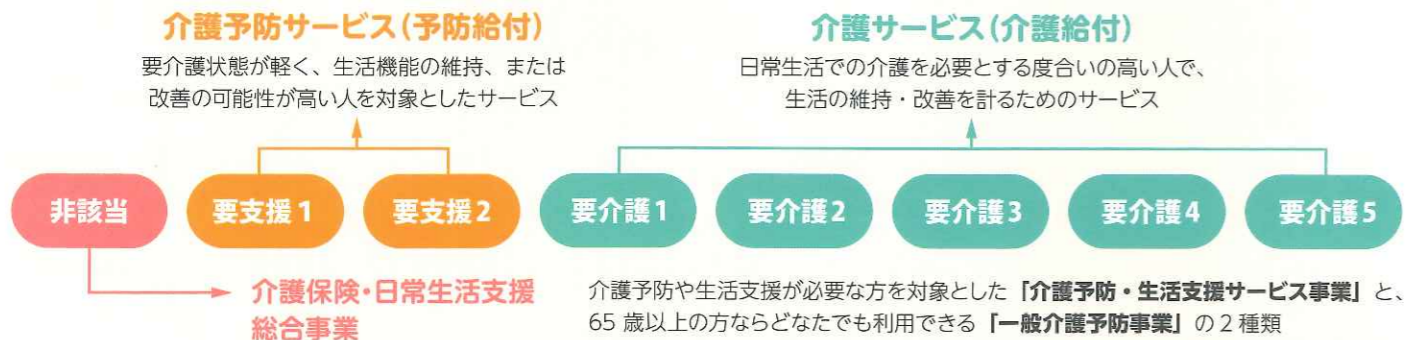 介護予防サービス(予防給付)
要介護状態が軽く、生活機能の維持、または
改善の可能性が高い人を対象としたサービス
介護サービス(介護給付)
日常生活での介護を必要とする度合いの高い人で、
生活の維持・改善を計るためのサービス
非該当
要支援1
要支援2
要介護1
要介護2
要介護3
要介護4
要介護5
介護保険・日常生活支援
総合事業
介護予防や生活支援が必要な方を対象とした「介護予防・生活支援サービス事業」と、
65歳以上の方ならどなたでも利用できる「一般介護予防事業」の2種類